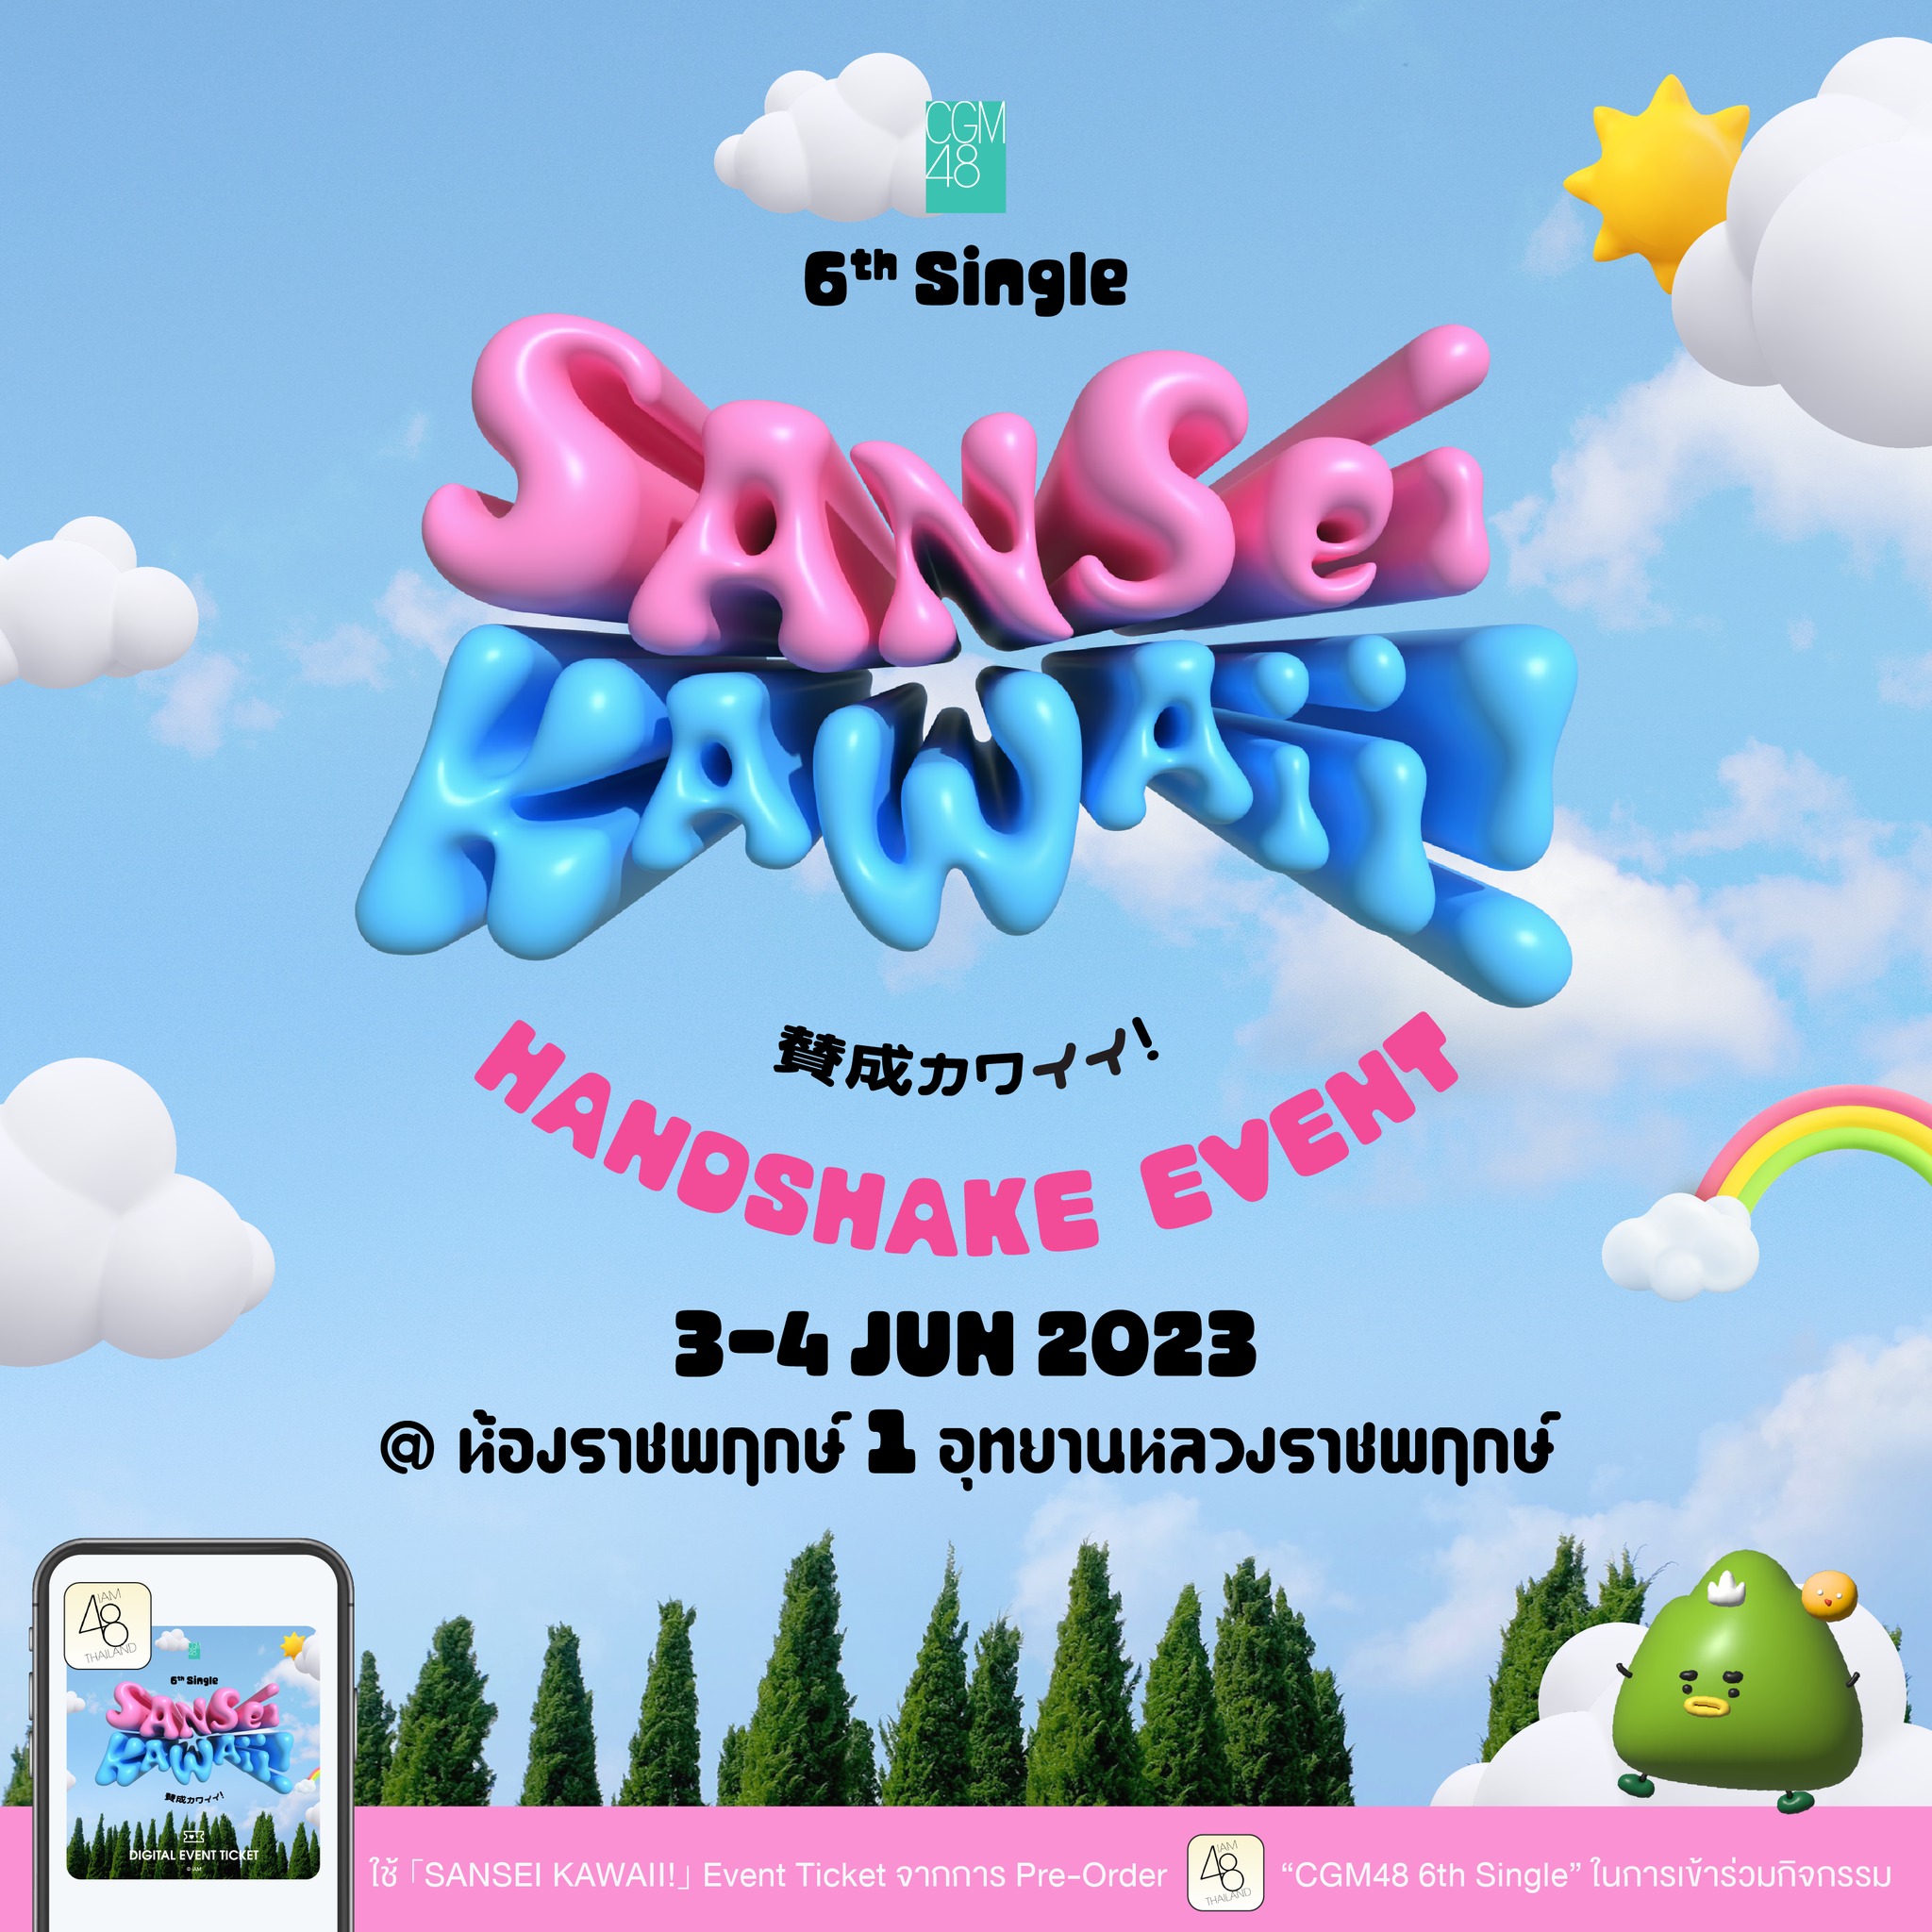 CGM
48
6th Single
SANSEI
KAWAII!
賛成カワイイ!
HANDSHAKE EVENT
3-4 JUN 2023
@ ห้องราชพฤกษ์ 1 อุทยานหลวงราชพฤกษ์
IAM
48
THAILAND
6th Single
SANSEI
KAWAII!
賛成カワイイ!
DIGITAL EVENT TICKET
© iAM
ใช้「SANSEI KAWAII!」Event Ticket จากการ Pre-Order IAM 48 THAILAND “CGM48 6th Single” ในการเข้าร่วมกิจกรรม